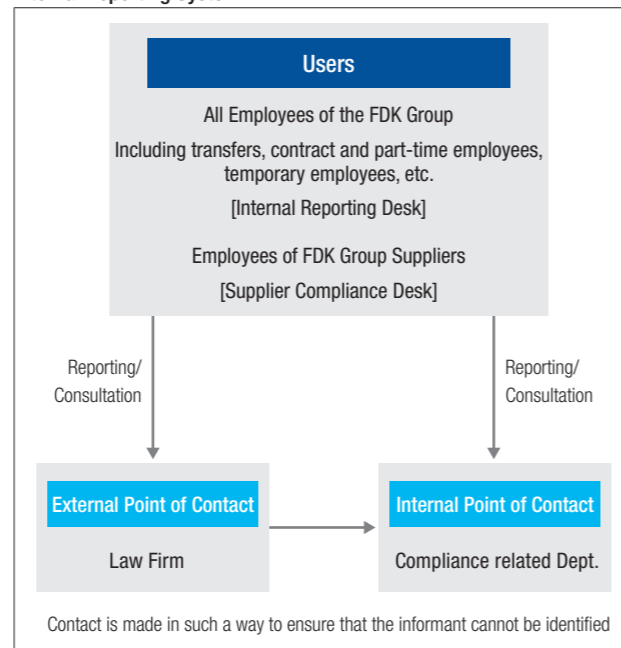 Users
All Employees of the FDK Group
Including transfers, contract and part-time employees,
temporary employees, etc.
[Internal Reporting Desk]
Employees of FDK Group Suppliers
[Supplier Compliance Desk]
Reporting/
Consultation
Reporting/
Consultation
External Point of Contact
Law Firm
Internal Point of Contact
Compliance related Dept.
Contact is made in such a way to ensure that the informant cannot be identified